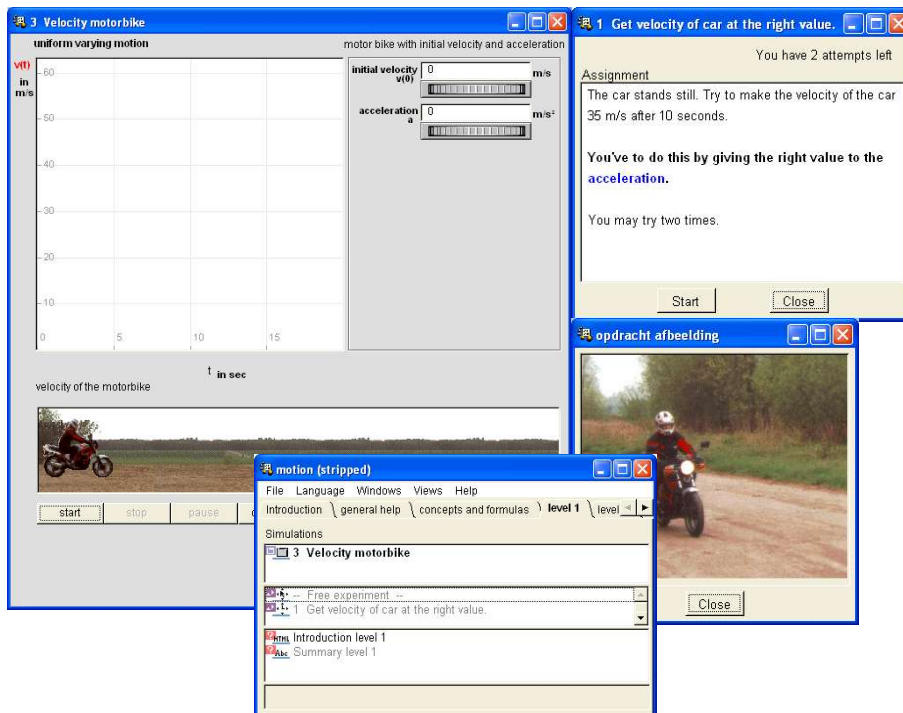 3 Velocity motorbike
uniform varying motion
motor bike with initial velocity and acceleration
v(t)
in
m/s
60
50
40
30
20
10
0 5 10 15
t in sec
initial velocity
v(0)
0
m/s
acceleration
a
0
m/s²
velocity of the motorbike
start stop pause
1 Get velocity of car at the right value.
You have 2 attempts left
Assignment
The car stands still. Try to make the velocity of the car
35 m/s after 10 seconds.
You've to do this by giving the right value to the
acceleration.
You may try two times.
Start Close
opdracht afbeelding
Close
motion (stripped)
File Language Windows Views Help
Introduction general help concepts and formulas level 1 level
Simulations
3 Velocity motorbike
-- Free experiment --
1 Get velocity of car at the right value.
HTML Introduction level 1
Abc Summary level 1